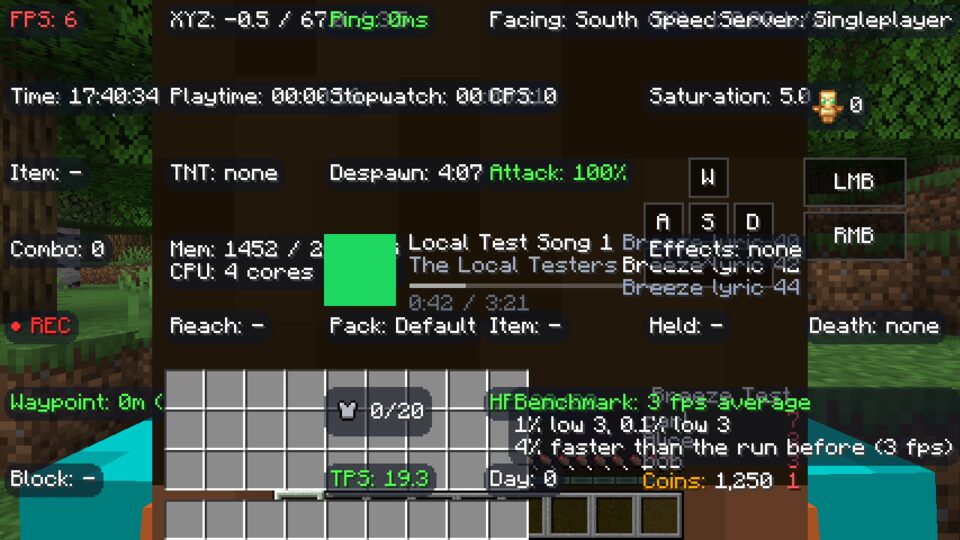 FPS: 6
XYZ: -0.5 / 67
Ping: 0ms
Facing: South
Speed
Server: Singleplayer
Time: 17:40:34
Playtime: 00:00
Stopwatch: 00:
CPS: 0
Saturation: 5.0
0
Item: -
TNT: none
Despawn: 4:07
Attack: 100%
W
LMB
A S D
RMB
Combo: 0
Mem: 1452 / 2
CPU: 4 cores
Local Test Song 1
The Local Testers
0:42 / 3:21
Breeze lyric
Effects: none
Breeze lyric 42
Breeze lyric 44
● REC
Reach: -
Pack: Default
Item: -
Held: -
Death: none
Waypoint: 0m (
0/20
Breeze Test
Benchmark: 3 fps average
1% low 3, 0.1% low 3
4% faster than the run before (3 fps)
Block: -
TPS: 19.3
Day: 0
Coins: 1,250 1